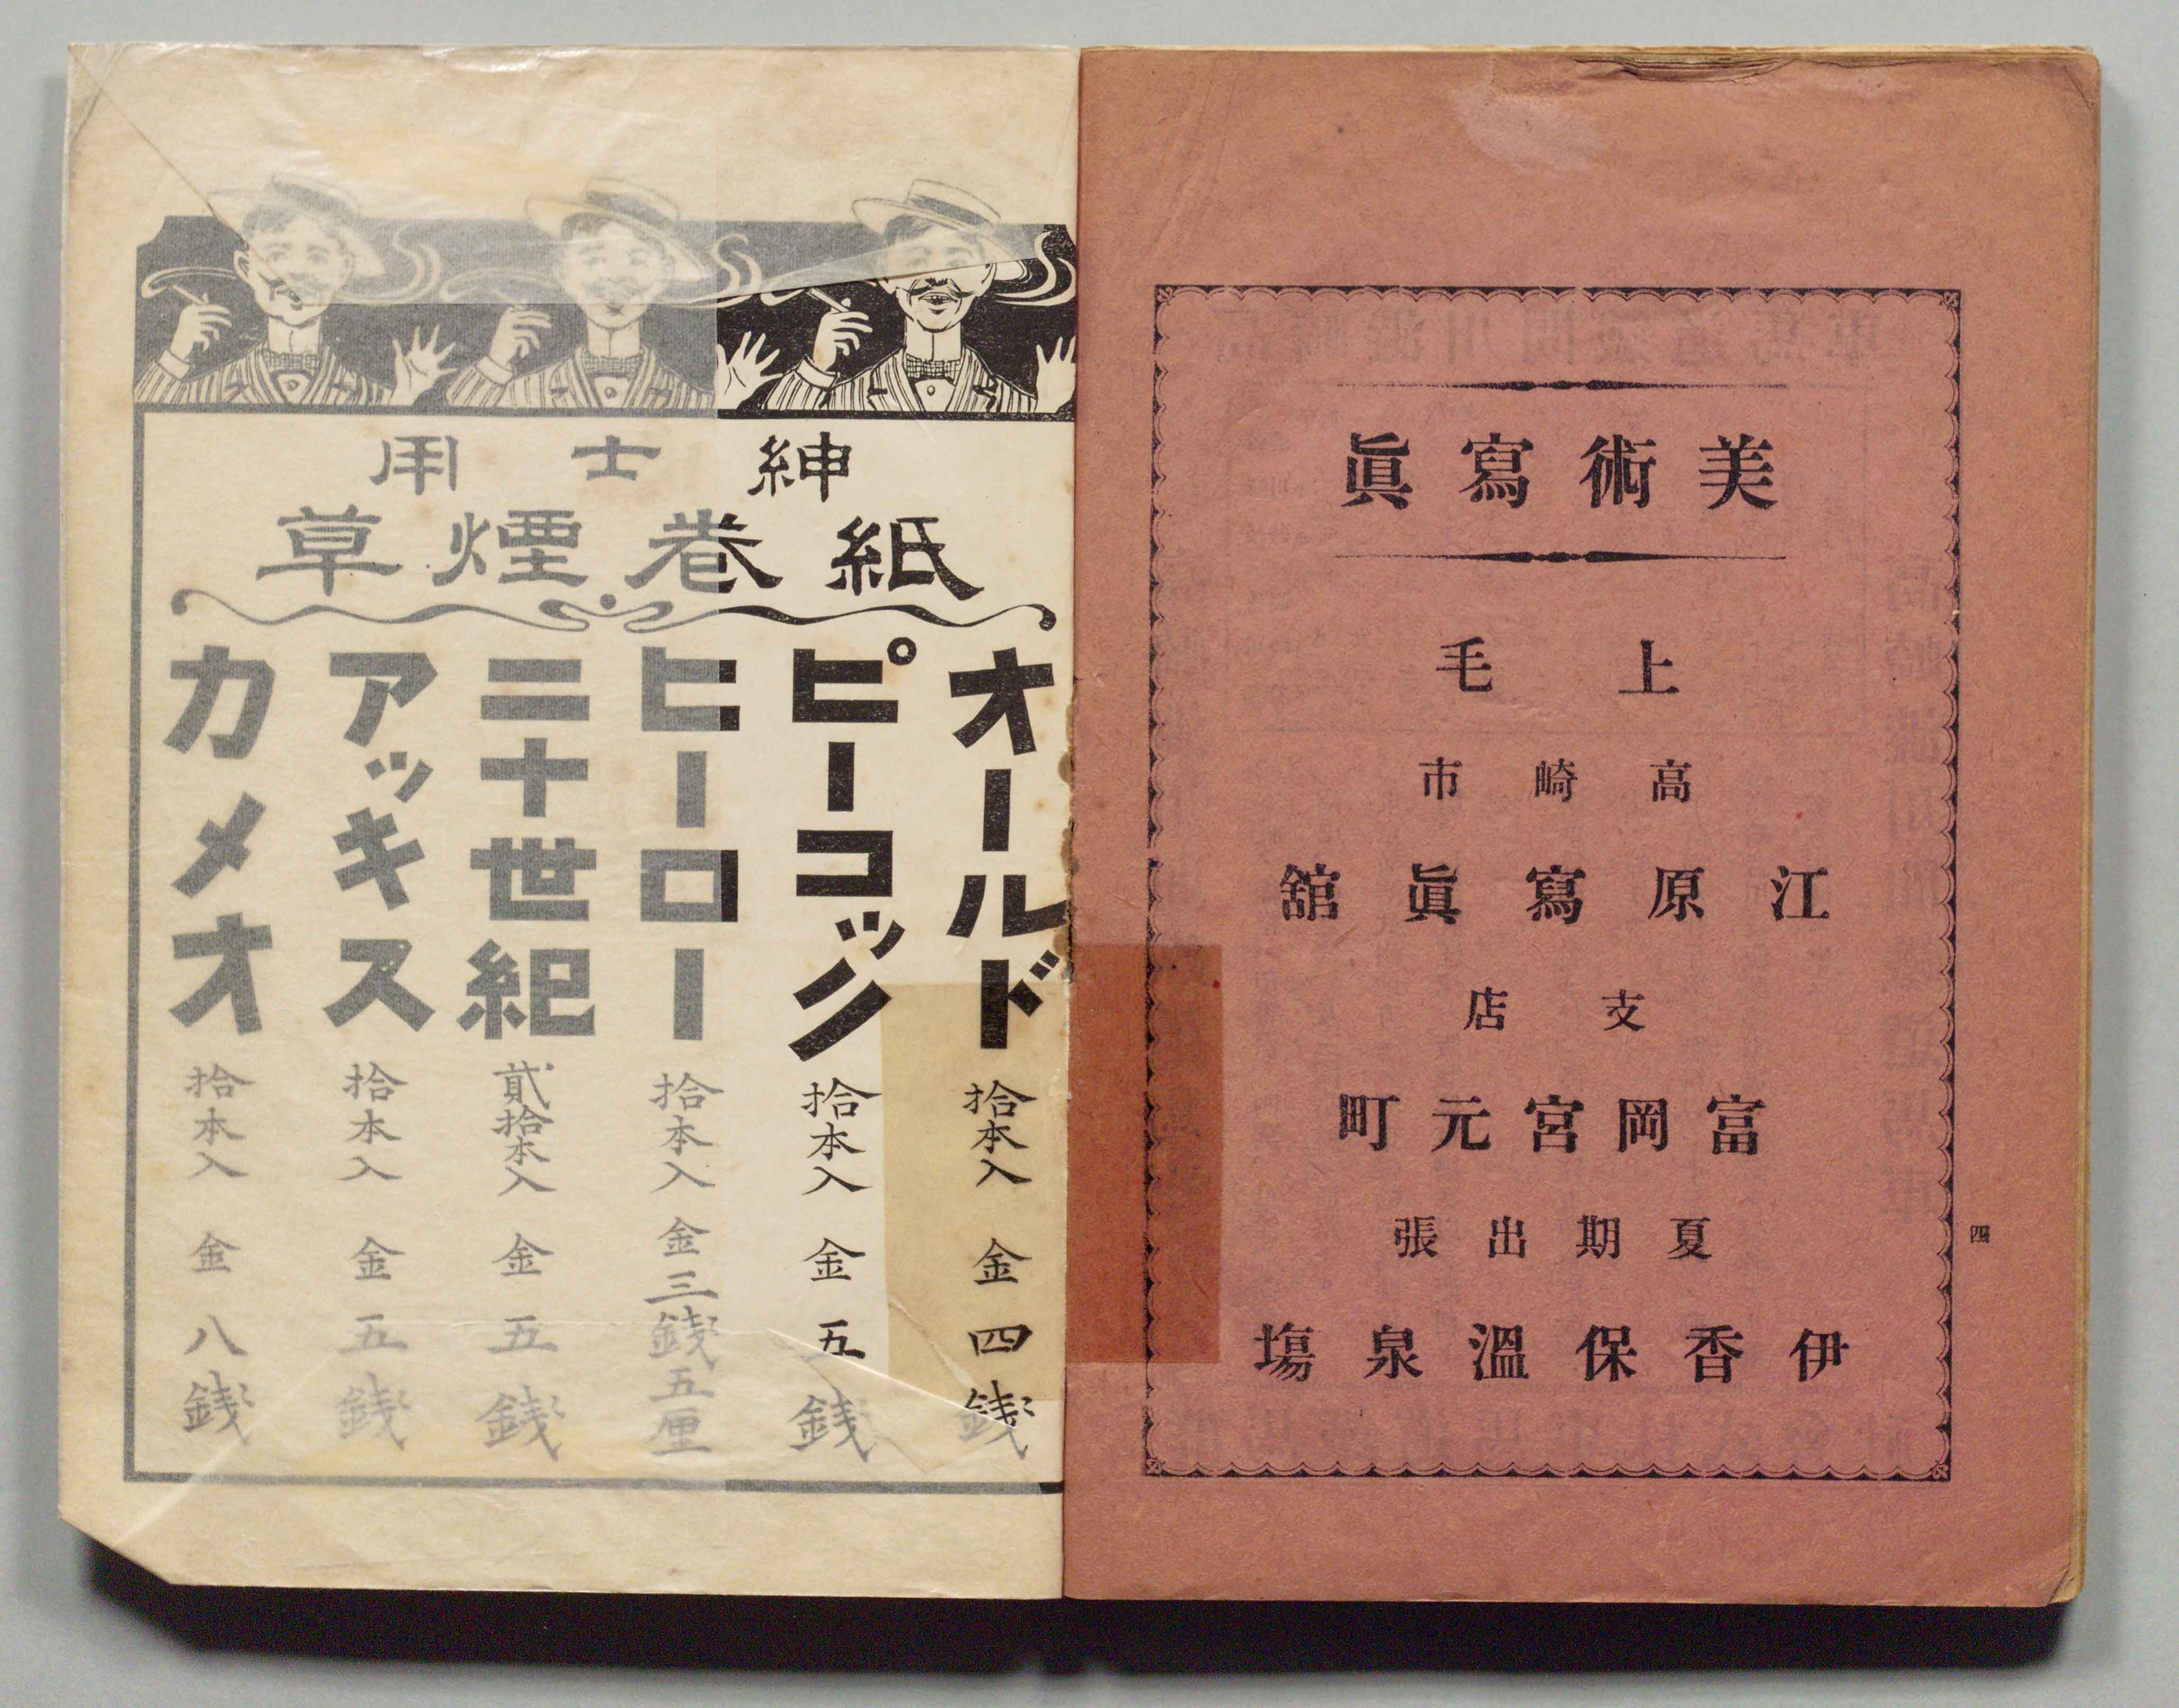 美術寫眞
上毛
高崎市
江原寫眞舘
支店
富岡宮元町
夏期出張
伊香保溫泉塲
四
紳士用
紙巻煙草
オールド 拾本入 金四銭
ピーコック 拾本入 金五銭
ヒーロー 拾本入 金三銭五厘
二十世紀 貳拾本入 金五銭
アッキス 拾本入 金五銭
カメオ 拾本入 金八銭